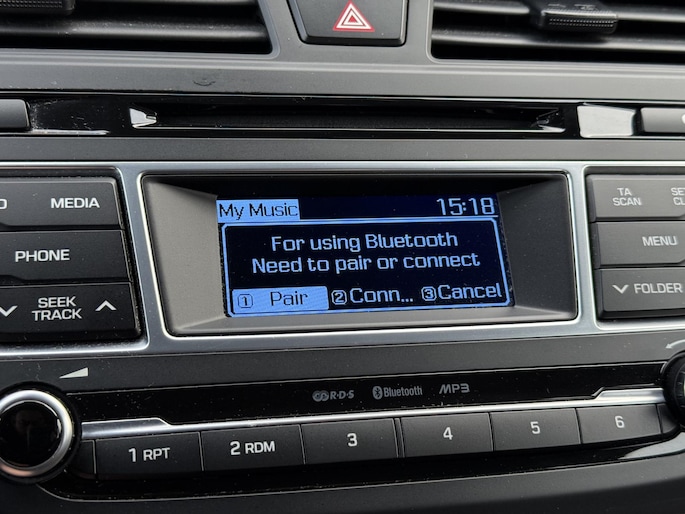 My Music 15:18
For using Bluetooth
Need to pair or connect
1 Pair 2 Conn... 3 Cancel
MEDIA
PHONE
SEEK
TRACK
TA
SCAN
MENU
FOLDER
R·D·S Bluetooth MP3
1 RPT 2 RDM 3 4 5 6